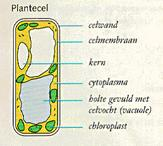 Plantecel
celwand
celmembraan
kern
cytoplasma
holte gevuld met
celvocht (vacuole)
chloroplast